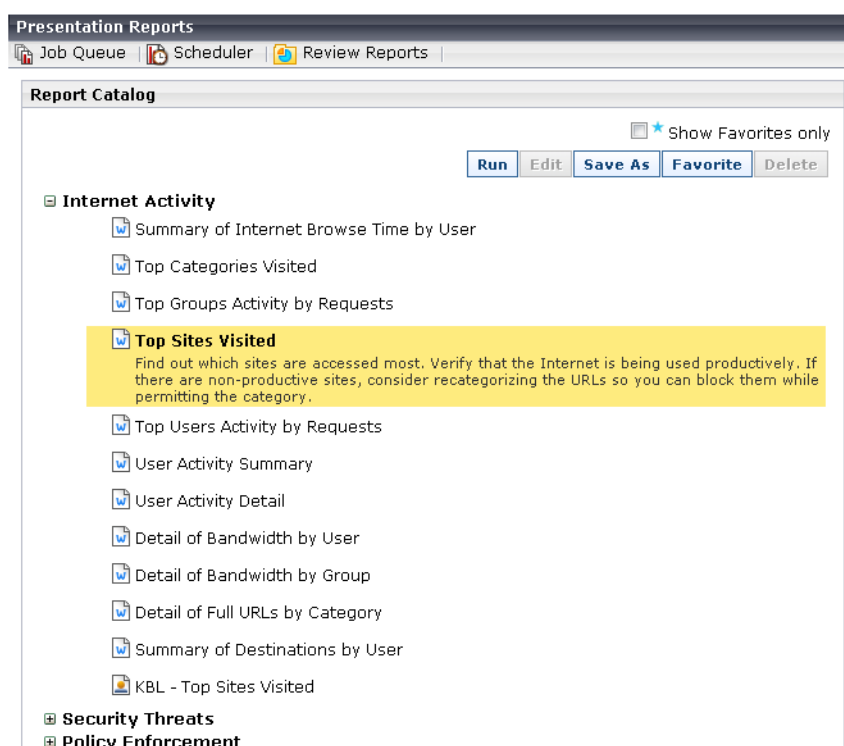 Presentation Reports
Job Queue | Scheduler | Review Reports |
Report Catalog
Show Favorites only
Run Edit Save As Favorite Delete
Internet Activity
Summary of Internet Browse Time by User
Top Categories Visited
Top Groups Activity by Requests
Top Sites Visited
Find out which sites are accessed most. Verify that the Internet is being used productively. If
there are non-productive sites, consider recategorizing the URLs so you can block them while
permitting the category.
Top Users Activity by Requests
User Activity Summary
User Activity Detail
Detail of Bandwidth by User
Detail of Bandwidth by Group
Detail of Full URLs by Category
Summary of Destinations by User
KBL - Top Sites Visited
Security Threats
Policy Enforcement